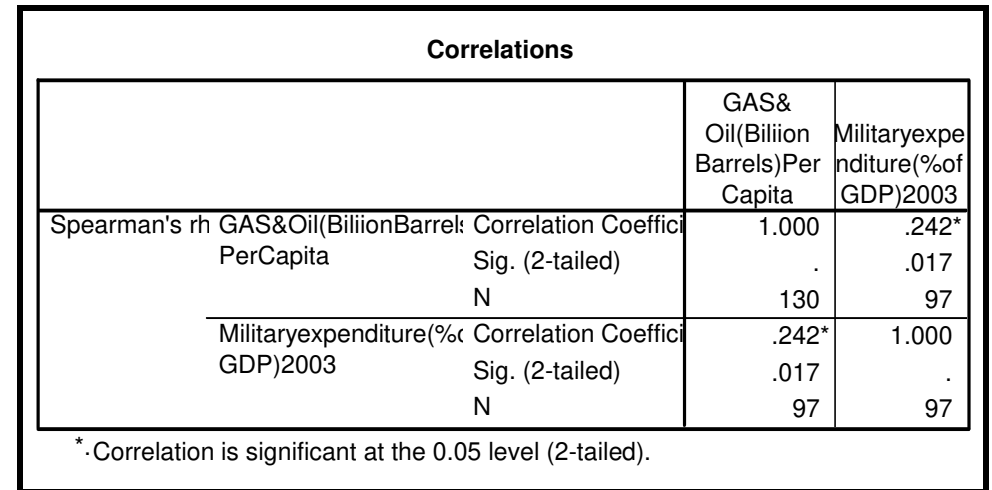 Correlations
GAS&
Oil(Biliion
Barrels)Per
Capita
Militaryexpe
nditure(%of
GDP)2003
Spearman's rh GAS&Oil(BiliionBarrels Correlation Coeffici 1.000 .242*
PerCapita
Sig. (2-tailed) . .017
N 130 97
Militaryexpenditure(%o Correlation Coeffici .242* 1.000
GDP)2003
Sig. (2-tailed) .017 .
N 97 97
*. Correlation is significant at the 0.05 level (2-tailed).